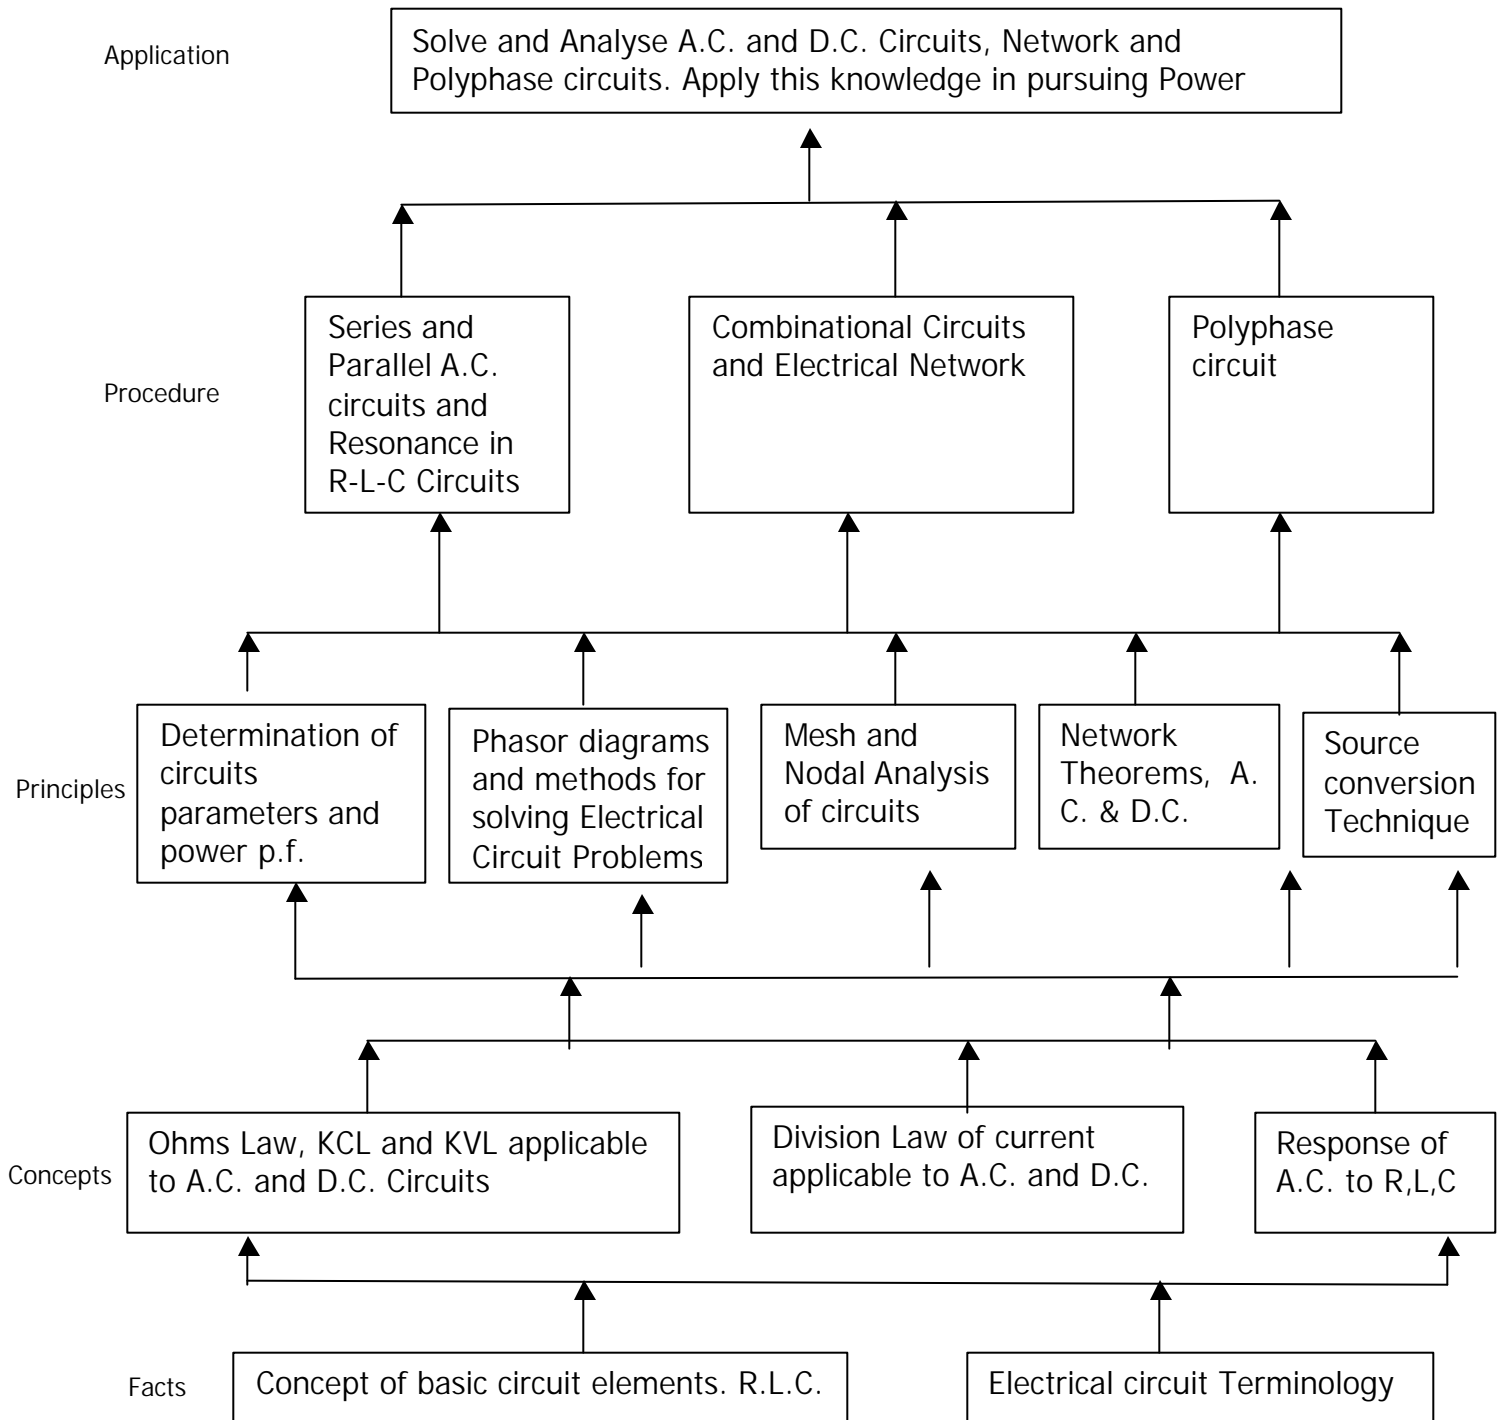 Application
Solve and Analyse A.C. and D.C. Circuits, Network and
Polyphase circuits. Apply this knowledge in pursuing Power
Procedure
Series and
Parallel A.C.
circuits and
Resonance in
R-L-C Circuits
Combinational Circuits
and Electrical Network
Polyphase
circuit
Principles
Determination of
circuits
parameters and
power p.f.
Phasor diagrams
and methods for
solving Electrical
Circuit Problems
Mesh and
Nodal Analysis
of circuits
Network
Theorems, A.
C. & D.C.
Source
conversion
Technique
Concepts
Ohms Law, KCL and KVL applicable
to A.C. and D.C. Circuits
Division Law of current
applicable to A.C. and D.C.
Response of
A.C. to R,L,C
Facts
Concept of basic circuit elements. R.L.C.
Electrical circuit Terminology